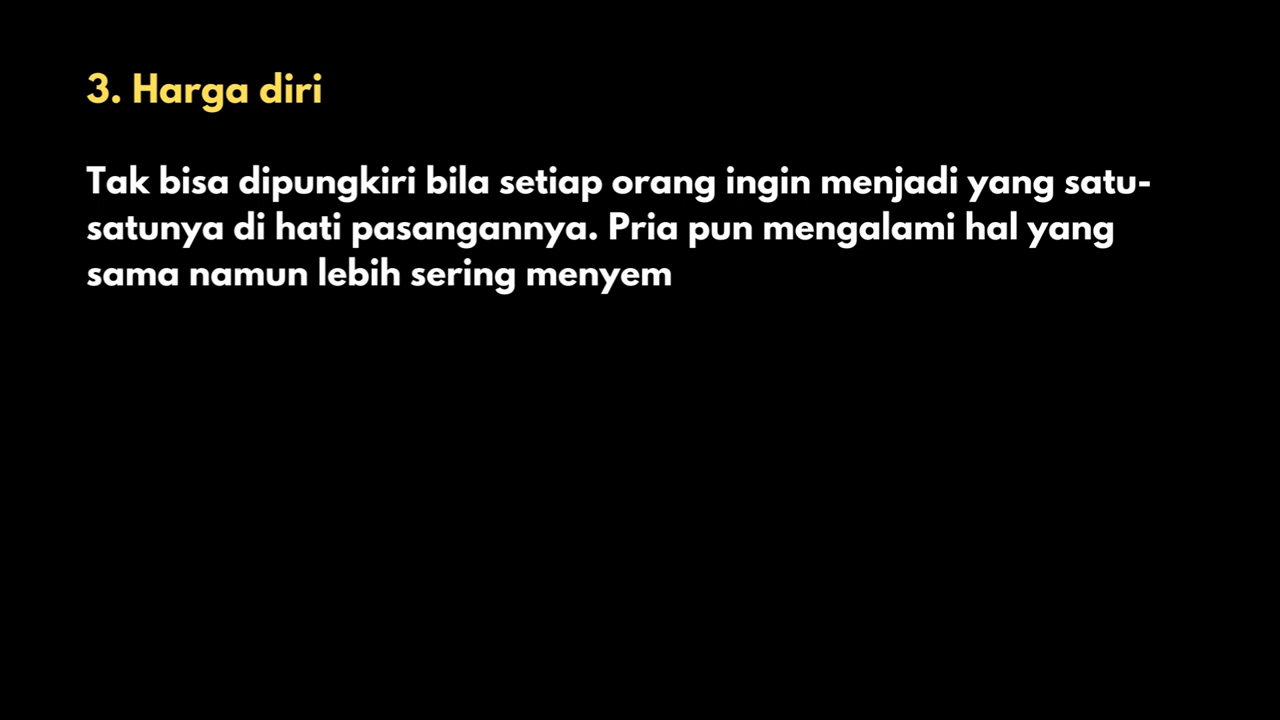 3. Harga diri
Tak bisa dipungkiri bila setiap orang ingin menjadi yang satu-
satunya di hati pasangannya. Pria pun mengalami hal yang
sama namun lebih sering menyem